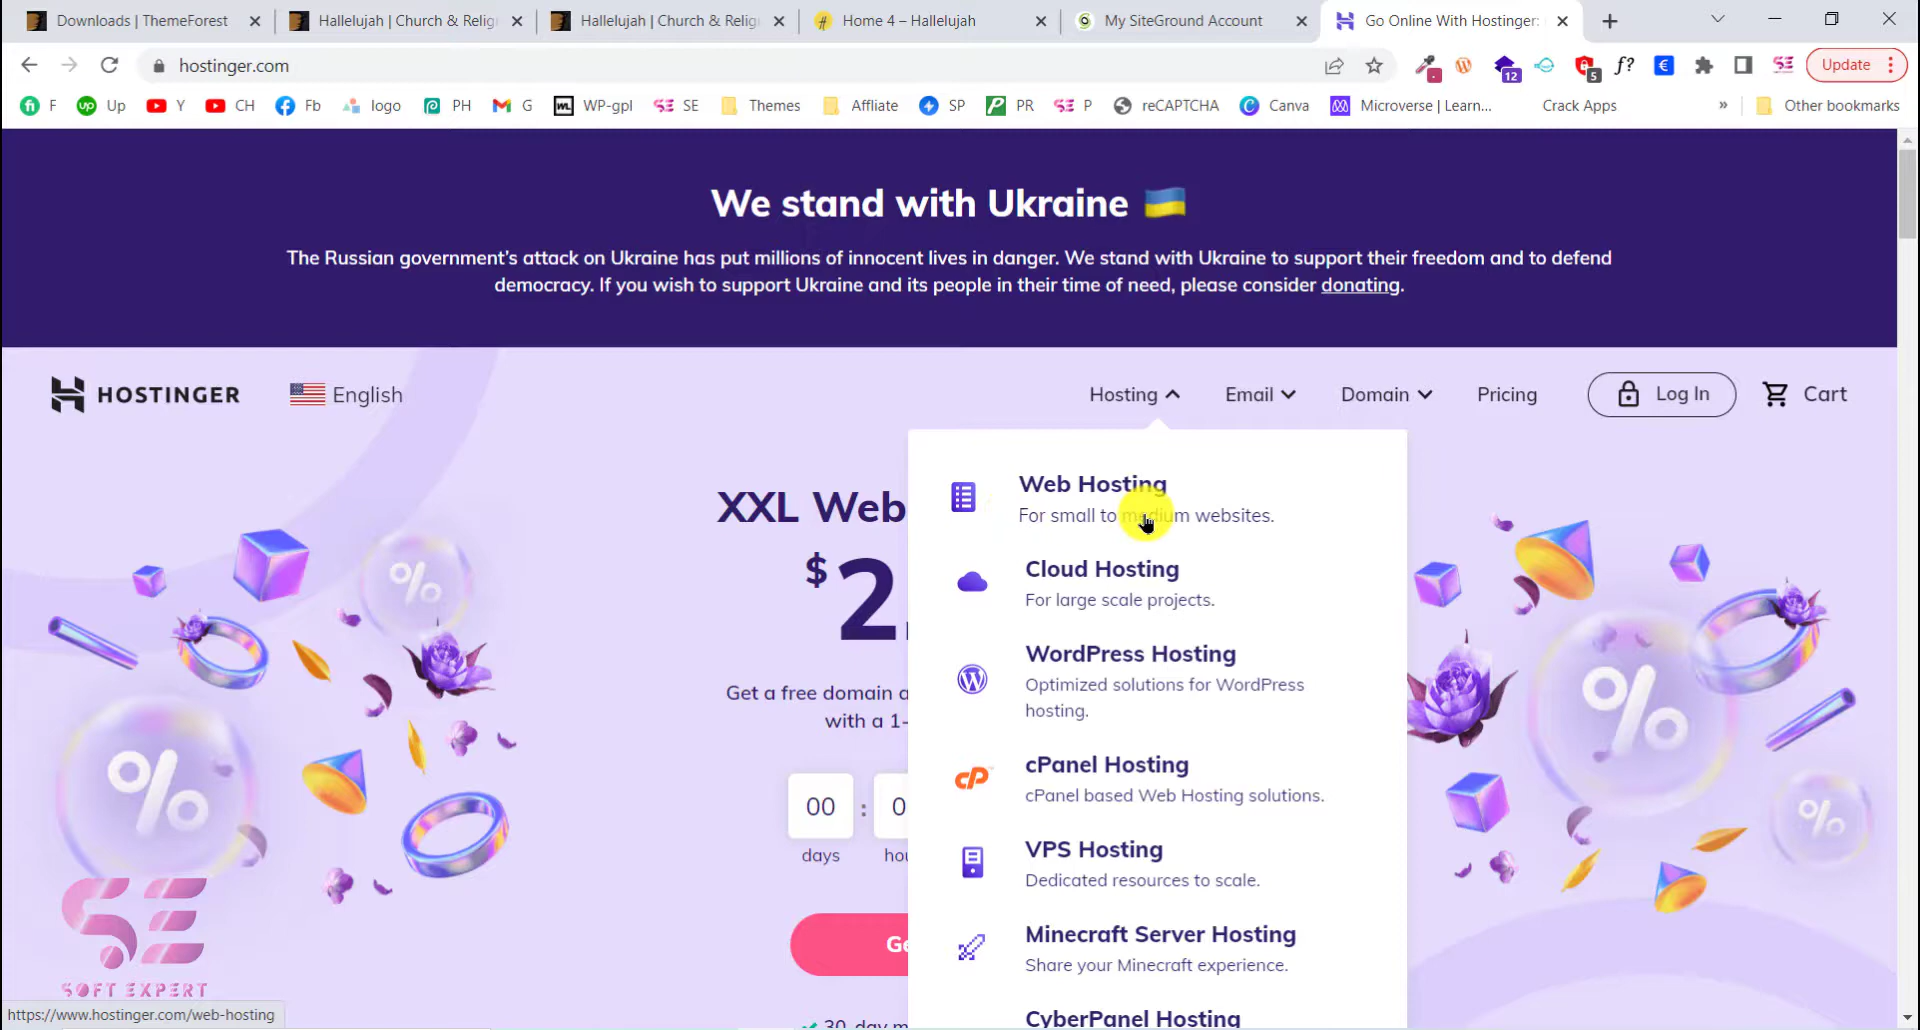 Downloads | ThemeForest
Hallelujah | Church & Relig
Hallelujah | Church & Relig
Home 4 – Hallelujah
My SiteGround Account
Go Online With Hostinger:
hostinger.com
12
5
f?
Update
F
Up
Y
CH
Fb
logo
PH
G
WP-gpl
SE
Themes
Affliate
SP
PR
P
reCAPTCHA
Canva
Microverse | Learn...
Crack Apps
»
Other bookmarks
We stand with Ukraine
The Russian government's attack on Ukraine has put millions of innocent lives in danger. We stand with Ukraine to support their freedom and to defend
democracy. If you wish to support Ukraine and its people in their time of need, please consider donating.
HOSTINGER
English
Hosting
Email
Domain
Pricing
Log In
Cart
XXL Web
$2.
Get a free domain a
with a 1-
00 : 0
days
hou
Ge
30-day m
Web Hosting
For small to medium websites.
Cloud Hosting
For large scale projects.
WordPress Hosting
Optimized solutions for WordPress
hosting.
cPanel Hosting
cPanel based Web Hosting solutions.
VPS Hosting
Dedicated resources to scale.
Minecraft Server Hosting
Share your Minecraft experience.
CyberPanel Hosting
%
%
%
%
SE
SOFT EXPERT
https://www.hostinger.com/web-hosting